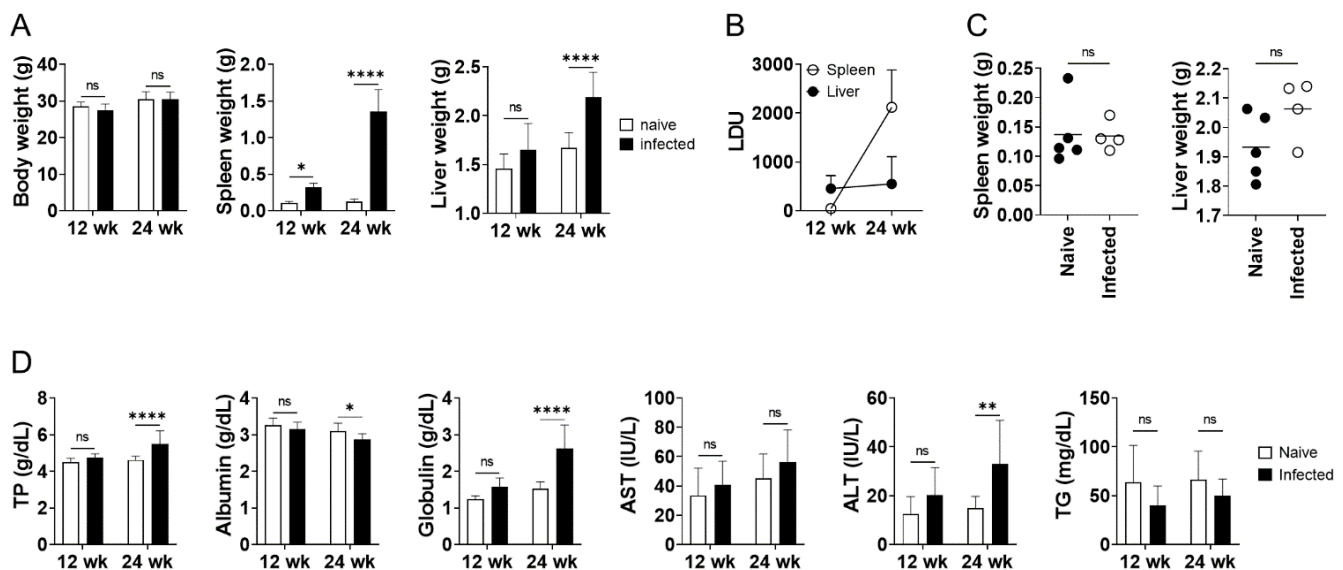 A
Body weight (g)
40
30
20
10
0
ns
ns
12 wk
24 wk
Spleen weight (g)
2.0
1.5
1.0
0.5
0.0
*
****
12 wk
24 wk
Liver weight (g)
2.5
2.0
1.5
1.0
ns
****
12 wk
24 wk
naive
infected
B
LDU
3000
2000
1000
0
Spleen
Liver
12 wk
24 wk
C
Spleen weight (g)
0.25
0.20
0.15
0.10
0.05
0.00
ns
Naive
Infected
Liver weight (g)
2.2
2.1
2.0
1.9
1.8
1.7
ns
Naive
Infected
D
TP (g/dL)
8
6
4
2
0
ns
****
12 wk
24 wk
Albumin (g/dL)
4
3
2
1
0
ns
*
12 wk
24 wk
Globulin (g/dL)
4
3
2
1
0
ns
****
12 wk
24 wk
AST (IU/L)
100
80
60
40
20
0
ns
ns
12 wk
24 wk
ALT (IU/L)
60
40
20
0
ns
**
12 wk
24 wk
TG (mg/dL)
150
100
50
0
ns
ns
12 wk
24 wk
Naive
Infected